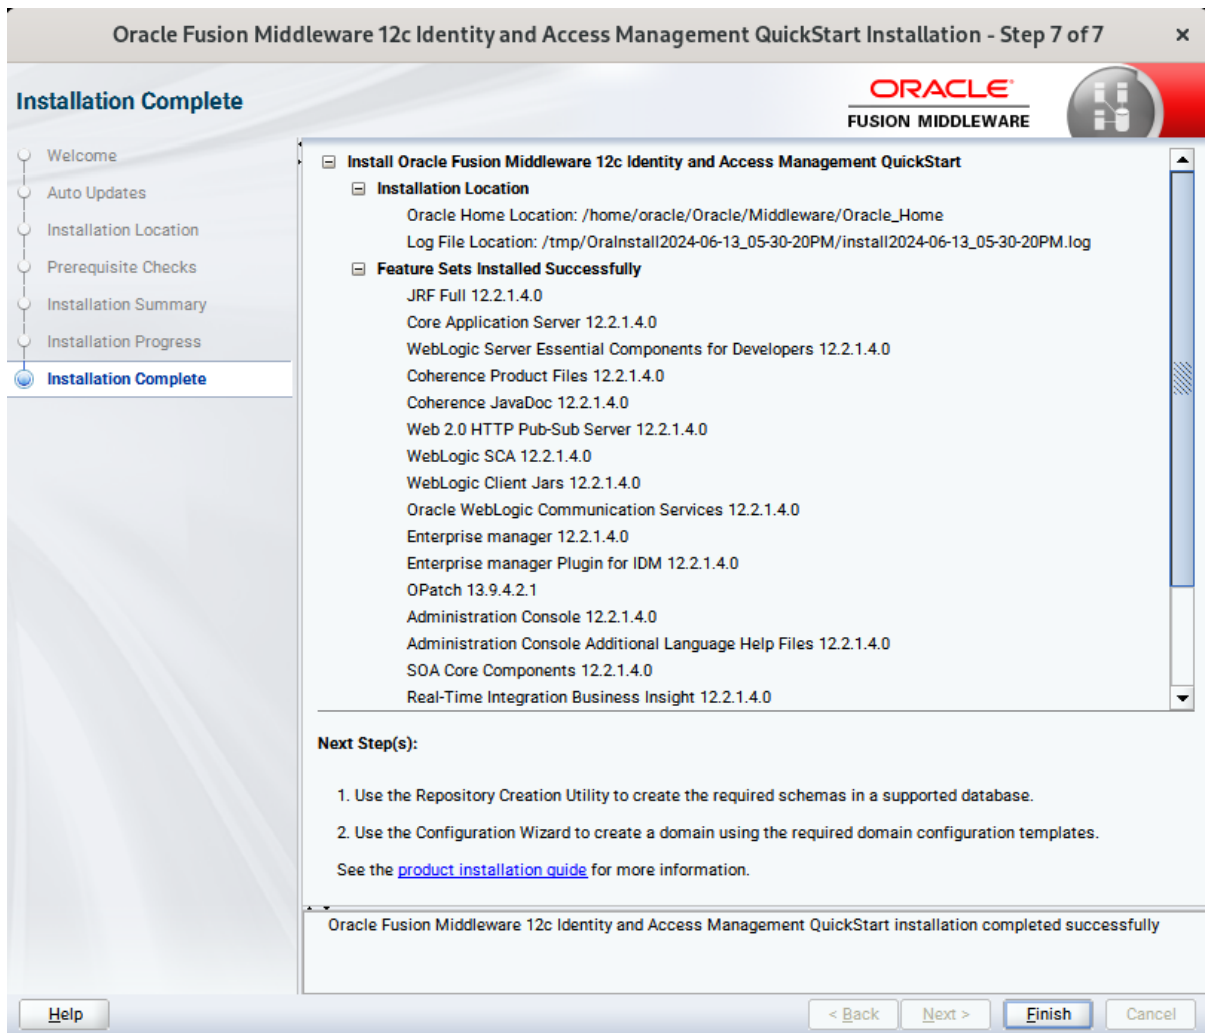 Oracle Fusion Middleware 12c Identity and Access Management QuickStart Installation - Step 7 of 7
Installation Complete
ORACLE
FUSION MIDDLEWARE
Welcome
Auto Updates
Installation Location
Prerequisite Checks
Installation Summary
Installation Progress
Installation Complete
Install Oracle Fusion Middleware 12c Identity and Access Management QuickStart
Installation Location
Oracle Home Location: /home/oracle/Oracle/Middleware/Oracle_Home
Log File Location: /tmp/OraInstall2024-06-13_05-30-20PM/install2024-06-13_05-30-20PM.log
Feature Sets Installed Successfully
JRF Full 12.2.1.4.0
Core Application Server 12.2.1.4.0
WebLogic Server Essential Components for Developers 12.2.1.4.0
Coherence Product Files 12.2.1.4.0
Coherence JavaDoc 12.2.1.4.0
Web 2.0 HTTP Pub-Sub Server 12.2.1.4.0
WebLogic SCA 12.2.1.4.0
WebLogic Client Jars 12.2.1.4.0
Oracle WebLogic Communication Services 12.2.1.4.0
Enterprise manager 12.2.1.4.0
Enterprise manager Plugin for IDM 12.2.1.4.0
OPatch 13.9.4.2.1
Administration Console 12.2.1.4.0
Administration Console Additional Language Help Files 12.2.1.4.0
SOA Core Components 12.2.1.4.0
Real-Time Integration Business Insight 12.2.1.4.0
Next Step(s):
1. Use the Repository Creation Utility to create the required schemas in a supported database.
2. Use the Configuration Wizard to create a domain using the required domain configuration templates.
See the product installation guide for more information.
Oracle Fusion Middleware 12c Identity and Access Management QuickStart installation completed successfully
Help
< Back
Next >
Finish
Cancel